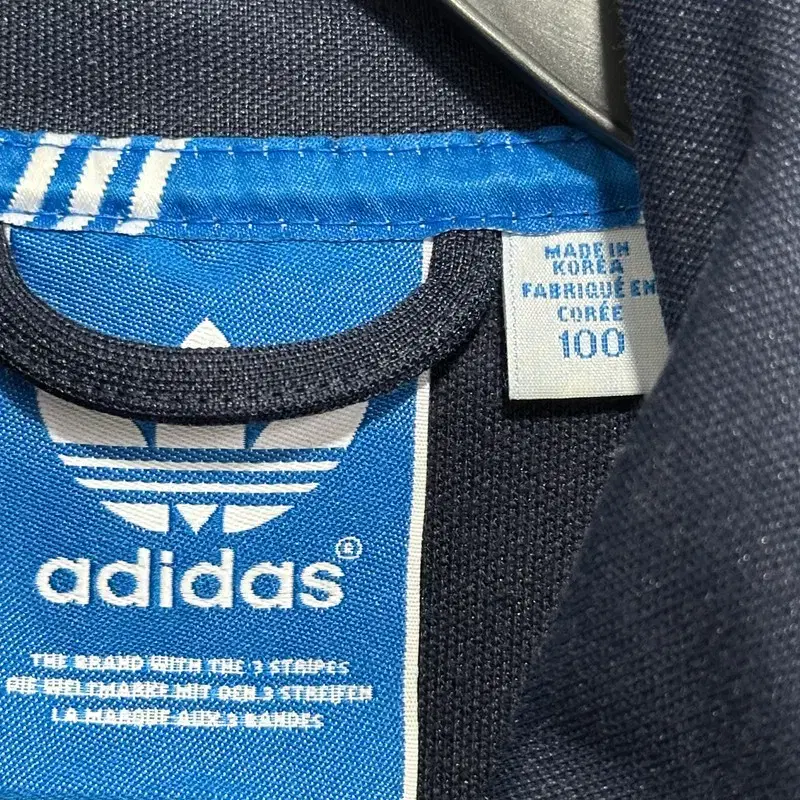 MADE IN
KOREA
FABRIQUÉ EN
CORÉE
100
adidas®
THE BRAND WITH THE 3 STRIPES
DIE WELTMARKT MIT DEN 3 STREIFEN
LA MARQUE AUX 3 BANDES